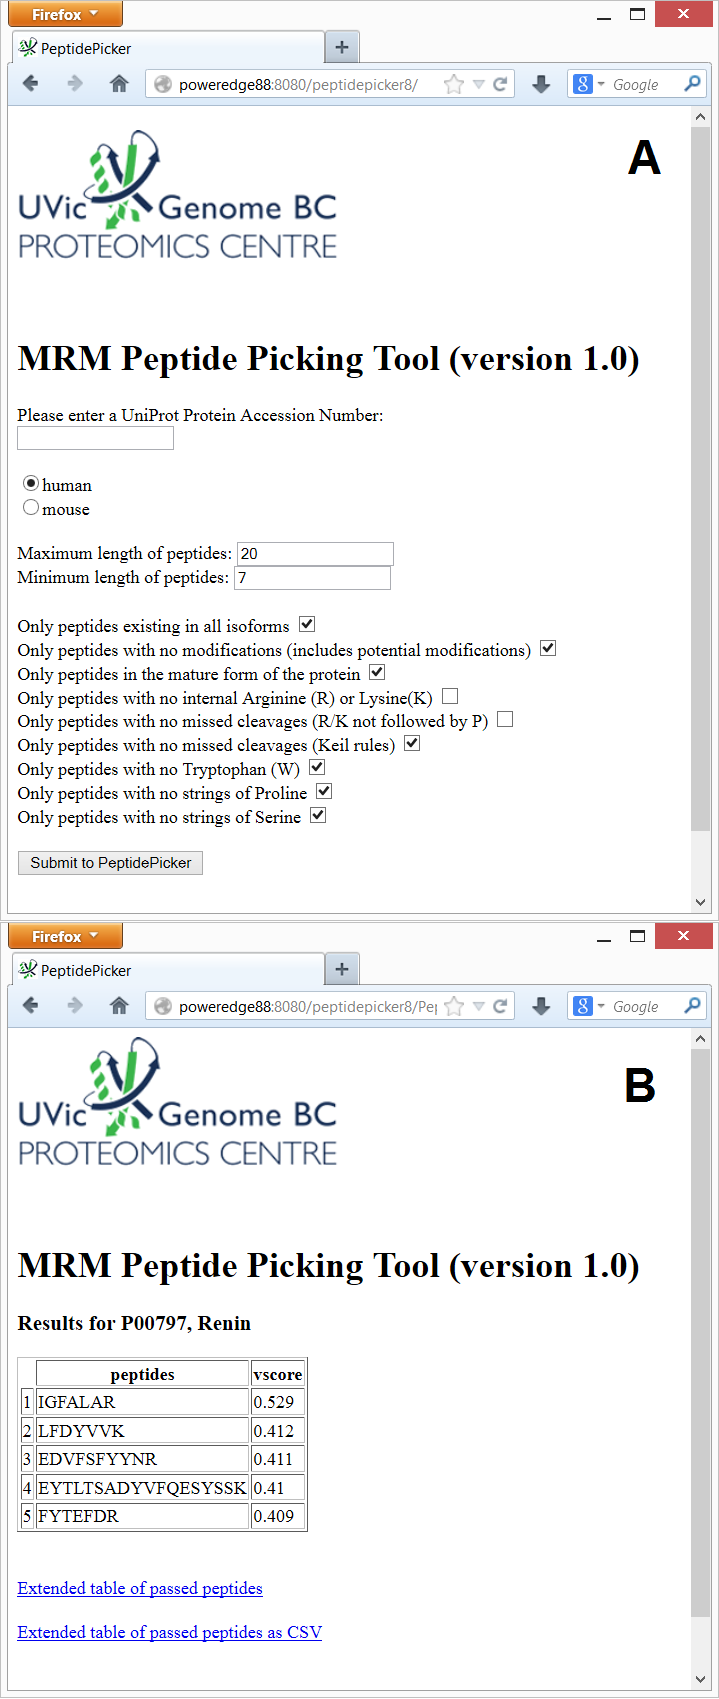 Firefox
PeptidePicker
poweredge88:8080/peptidepicker8/
Google
A
UVic Genome BC
PROTEOMICS CENTRE
MRM Peptide Picking Tool (version 1.0)
Please enter a UniProt Protein Accession Number:
human
mouse
Maximum length of peptides: 20
Minimum length of peptides: 7
Only peptides existing in all isoforms
Only peptides with no modifications (includes potential modifications)
Only peptides in the mature form of the protein
Only peptides with no internal Arginine (R) or Lysine(K)
Only peptides with no missed cleavages (R/K not followed by P)
Only peptides with no missed cleavages (Keil rules)
Only peptides with no Tryptophan (W)
Only peptides with no strings of Proline
Only peptides with no strings of Serine
Submit to PeptidePicker
Firefox
PeptidePicker
poweredge88:8080/peptidepicker8/Pep
Google
B
UVic Genome BC
PROTEOMICS CENTRE
MRM Peptide Picking Tool (version 1.0)
Results for P00797, Renin
peptides vscore
1 IGFALAR 0.529
2 LFDYVVK 0.412
3 EDVFSFYYNR 0.411
4 EYTLTSADYVFQESYSSK 0.41
5 FYTEFDR 0.409
Extended table of passed peptides
Extended table of passed peptides as CSV